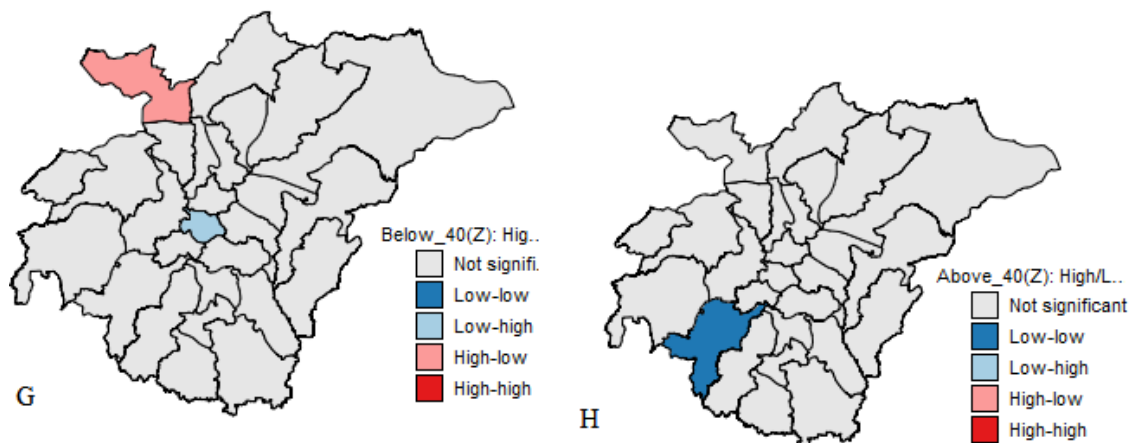 Below_40(Z): Hig..
Not signifi.
Low-low
Low-high
High-low
High-high
G
Above_40(Z): High/L..
Not significant
Low-low
Low-high
High-low
High-high
H